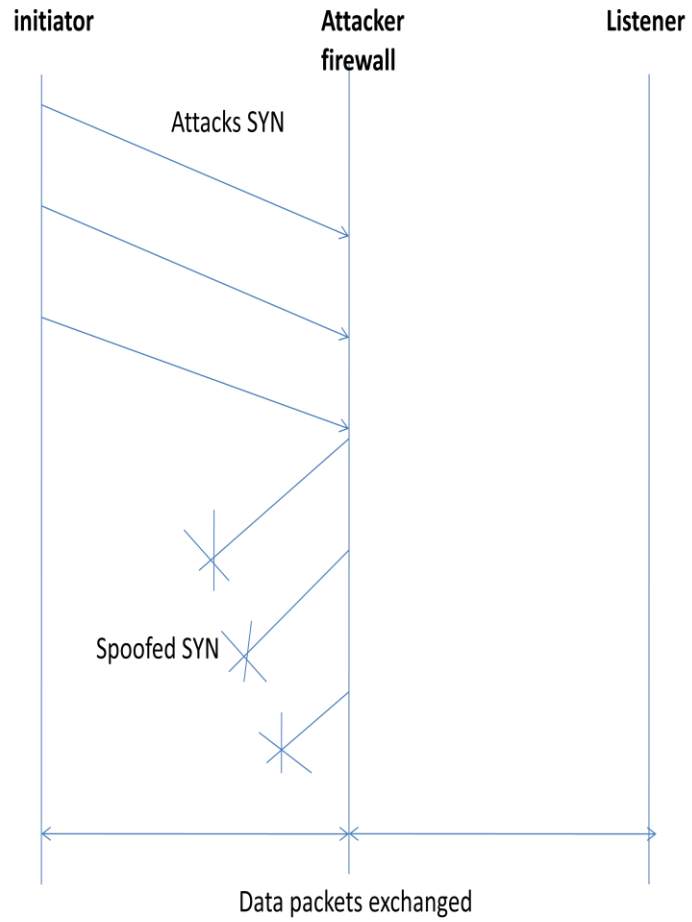 initiator
Attacker
firewall
Listener
Attacks SYN
Spoofed SYN
Data packets exchanged